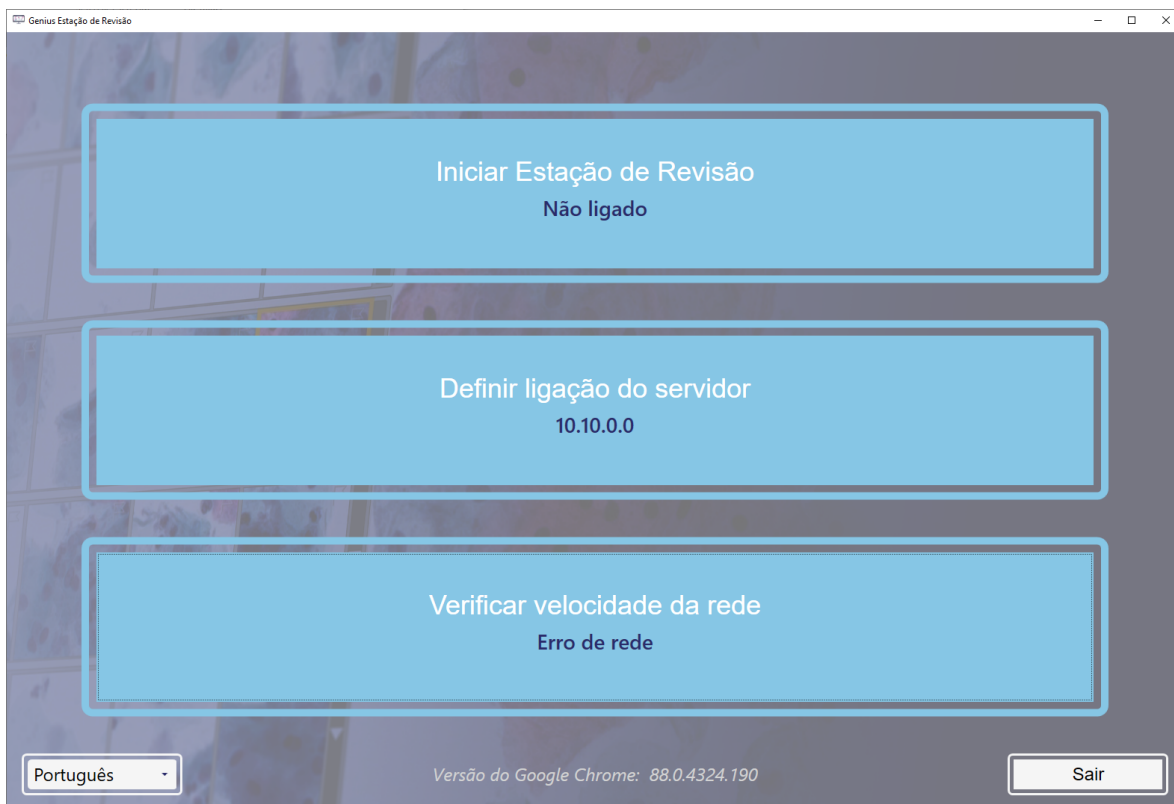 Genius Estação de Revisão
Iniciar Estação de Revisão
Não ligado
Definir ligação do servidor
10.10.0.0
Verificar velocidade da rede
Erro de rede
Português
Versão do Google Chrome: 88.0.4324.190
Sair